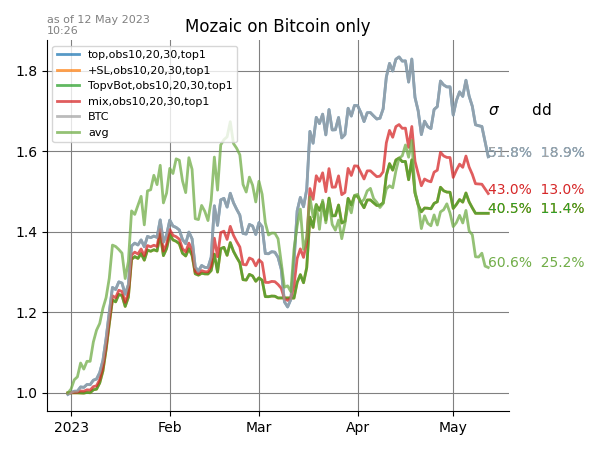 as of 12 May 2023
10:26
Mozaic on Bitcoin only
top,obs10,20,30,top1
+SL,obs10,20,30,top1
TopvBot,obs10,20,30,top1
mix,obs10,20,30,top1
BTC
avg
1.8
1.6
1.4
1.2
1.0
σ dd
51.8% 18.9%
43.0% 13.0%
40.5% 11.4%
60.6% 25.2%
2023 Feb Mar Apr May